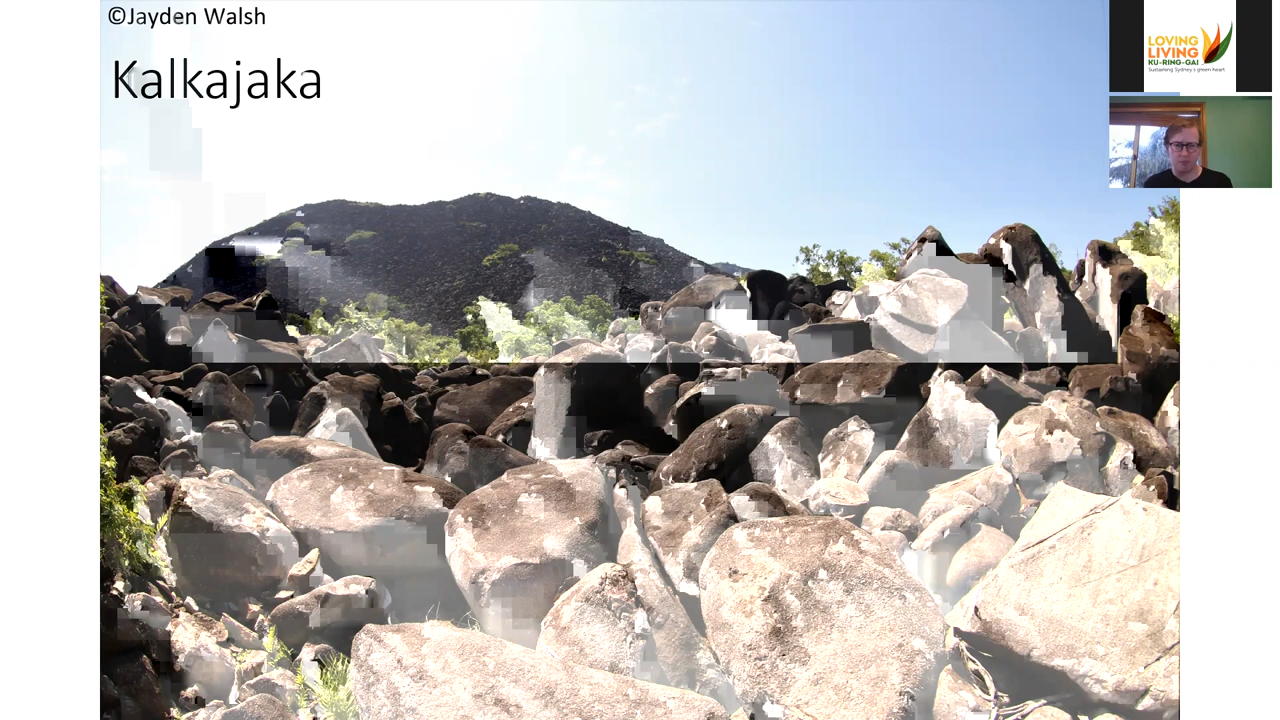 ©Jayden Walsh
Kalkajaka
LOVING
LIVING
KU-RING-GAI
Sustaining Sydney's green heart